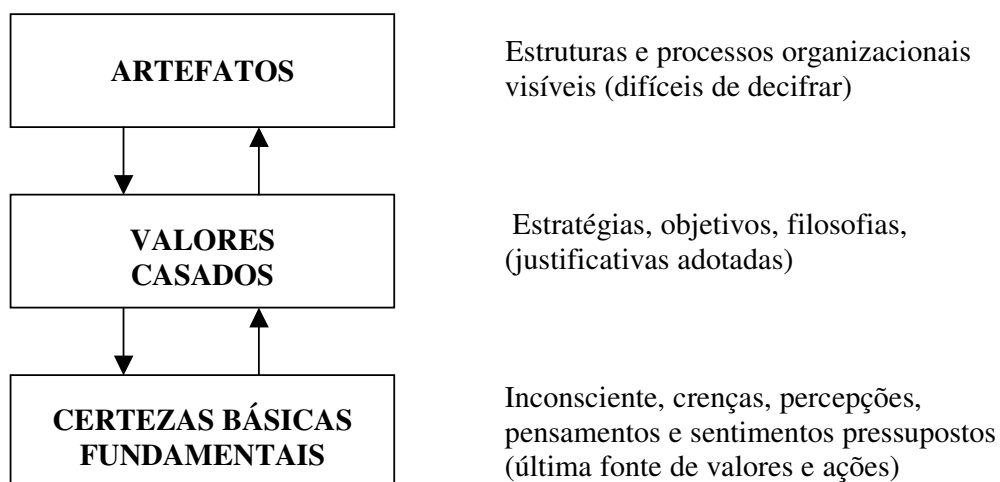 ARTEFATOS
Estruturas e processos organizacionais
visíveis (difíceis de decifrar)
VALORES
CASADOS
Estratégias, objetivos, filosofias,
(justificativas adotadas)
CERTEZAS BÁSICAS
FUNDAMENTAIS
Inconsciente, crenças, percepções,
pensamentos e sentimentos pressupostos
(última fonte de valores e ações)